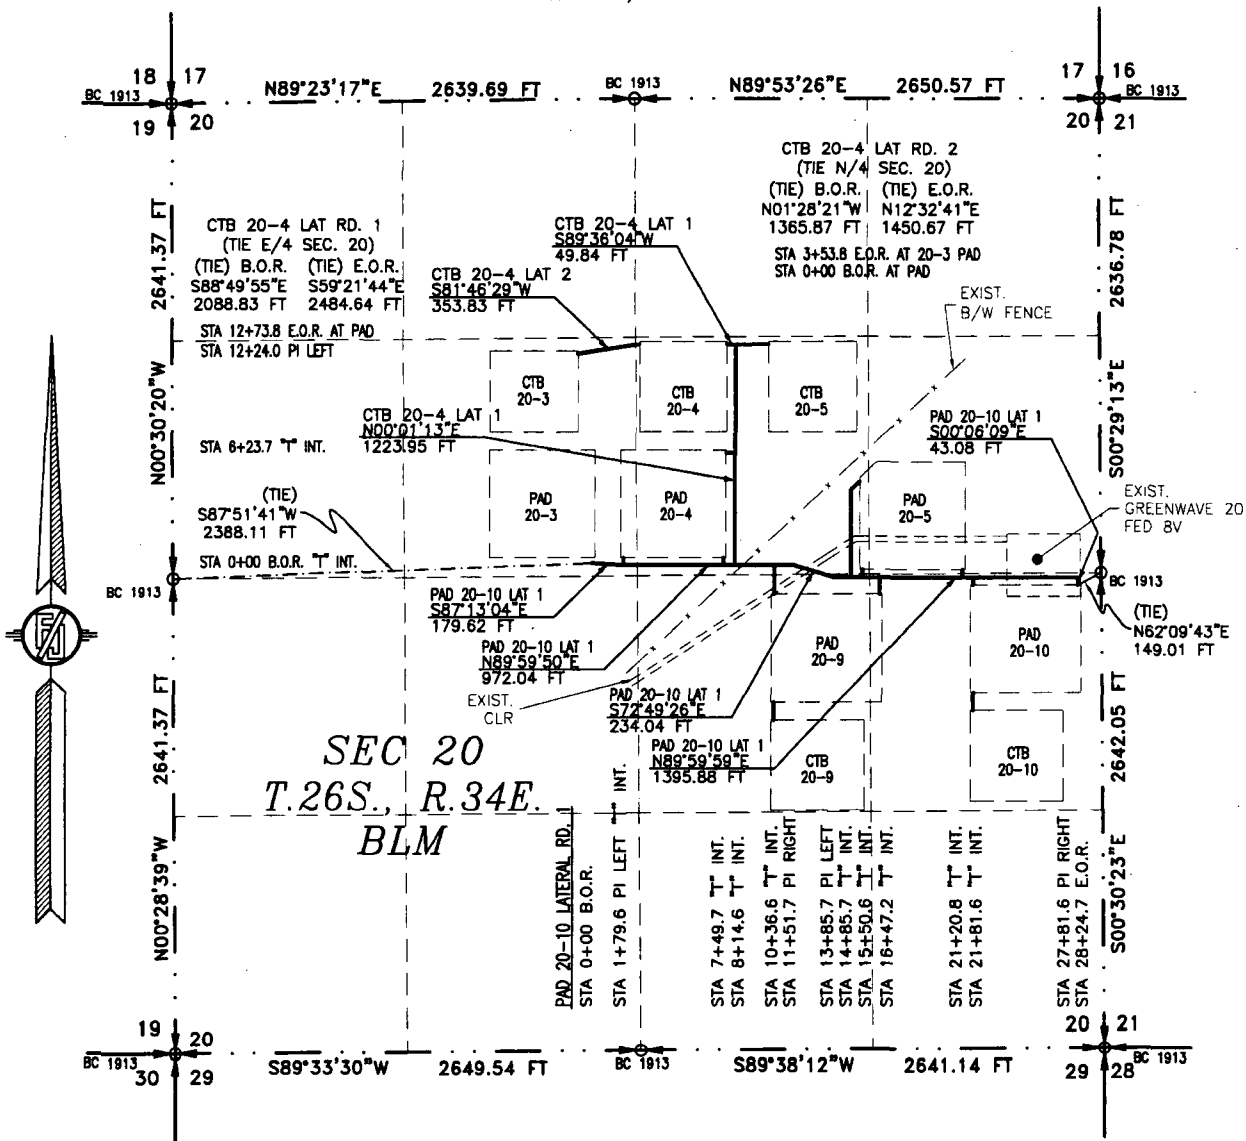 18 17
BC 1913
19 20
N89°23'17"E 2639.69 FT
BC 1913
N89°53'26"E 2650.57 FT
17 16
BC 1913
20 21
CTB 20-4 LAT RD. 2
(TIE N/4 SEC. 20)
(TIE) B.O.R. (TIE) E.O.R.
N01°28'21"W N12°32'41"E
1365.87 FT 1450.67 FT
STA 3+53.8 E.O.R. AT 20-3 PAD
STA 0+00 B.O.R. AT PAD
CTB 20-4 LAT RD. 1
(TIE E/4 SEC. 20)
(TIE) B.O.R. (TIE) E.O.R.
S88°49'55"E S59°21'44"E
2088.83 FT 2484.64 FT
STA 12+73.8 E.O.R. AT PAD
STA 12+24.0 PI LEFT
CTB 20-4 LAT 1
S89°36'04"W
49.84 FT
CTB 20-4 LAT 2
S81°46'29"W
353.83 FT
EXIST.
B/W FENCE
2641.37 FT
N00°30'20"W
2636.78 FT
S00°29'13"E
CTB
20-3
CTB
20-4
CTB
20-5
CTB 20-4 LAT 1
N00°01'13"E
1223.95 FT
PAD 20-10 LAT 1
S00°06'09"E
43.08 FT
STA 6+23.7 "T" INT.
(TIE)
S87°51'41"W
2388.11 FT
STA 0+00 B.O.R. "T" INT.
PAD
20-3
PAD
20-4
PAD
20-5
EXIST.
GREENWAVE 20
FED 8V
BC 1913
BC 1913
PAD 20-10 LAT 1
S87°13'04"E
179.62 FT
(TIE)
N62°09'43"E
149.01 FT
PAD 20-10 LAT 1
N89°59'50"E
972.04 FT
PAD
20-9
PAD
20-10
EXIST.
CLR
PAD 20-10 LAT 1
S72°49'26"E
234.04 FT
PAD 20-10 LAT 1
N89°59'59"E
1395.88 FT
CTB
20-9
CTB
20-10
2641.37 FT
N00°28'39"W
2642.05 FT
S00°30'23"E
SEC 20
T.26S., R.34E.
BLM
PAD 20-10 LATERAL RD. 1
STA 0+00 B.O.R.
STA 1+79.6 PI LEFT "T" INT.
STA 7+49.7 "T" INT.
STA 8+14.6 "T" INT.
STA 10+36.6 "T" INT.
STA 11+51.7 PI RIGHT
STA 13+85.7 PI LEFT
STA 14+85.7 "T" INT.
STA 15+50.6 "T" INT.
STA 16+47.2 "T" INT.
STA 21+20.8 "T" INT.
STA 21+81.6 "T" INT.
STA 27+81.6 PI RIGHT
STA 28+24.7 E.O.R.
19 20
BC 1913
30 29
S89°33'30"W 2649.54 FT
BC 1913
S89°38'12"W 2641.14 FT
20 21
BC 1913
29 28